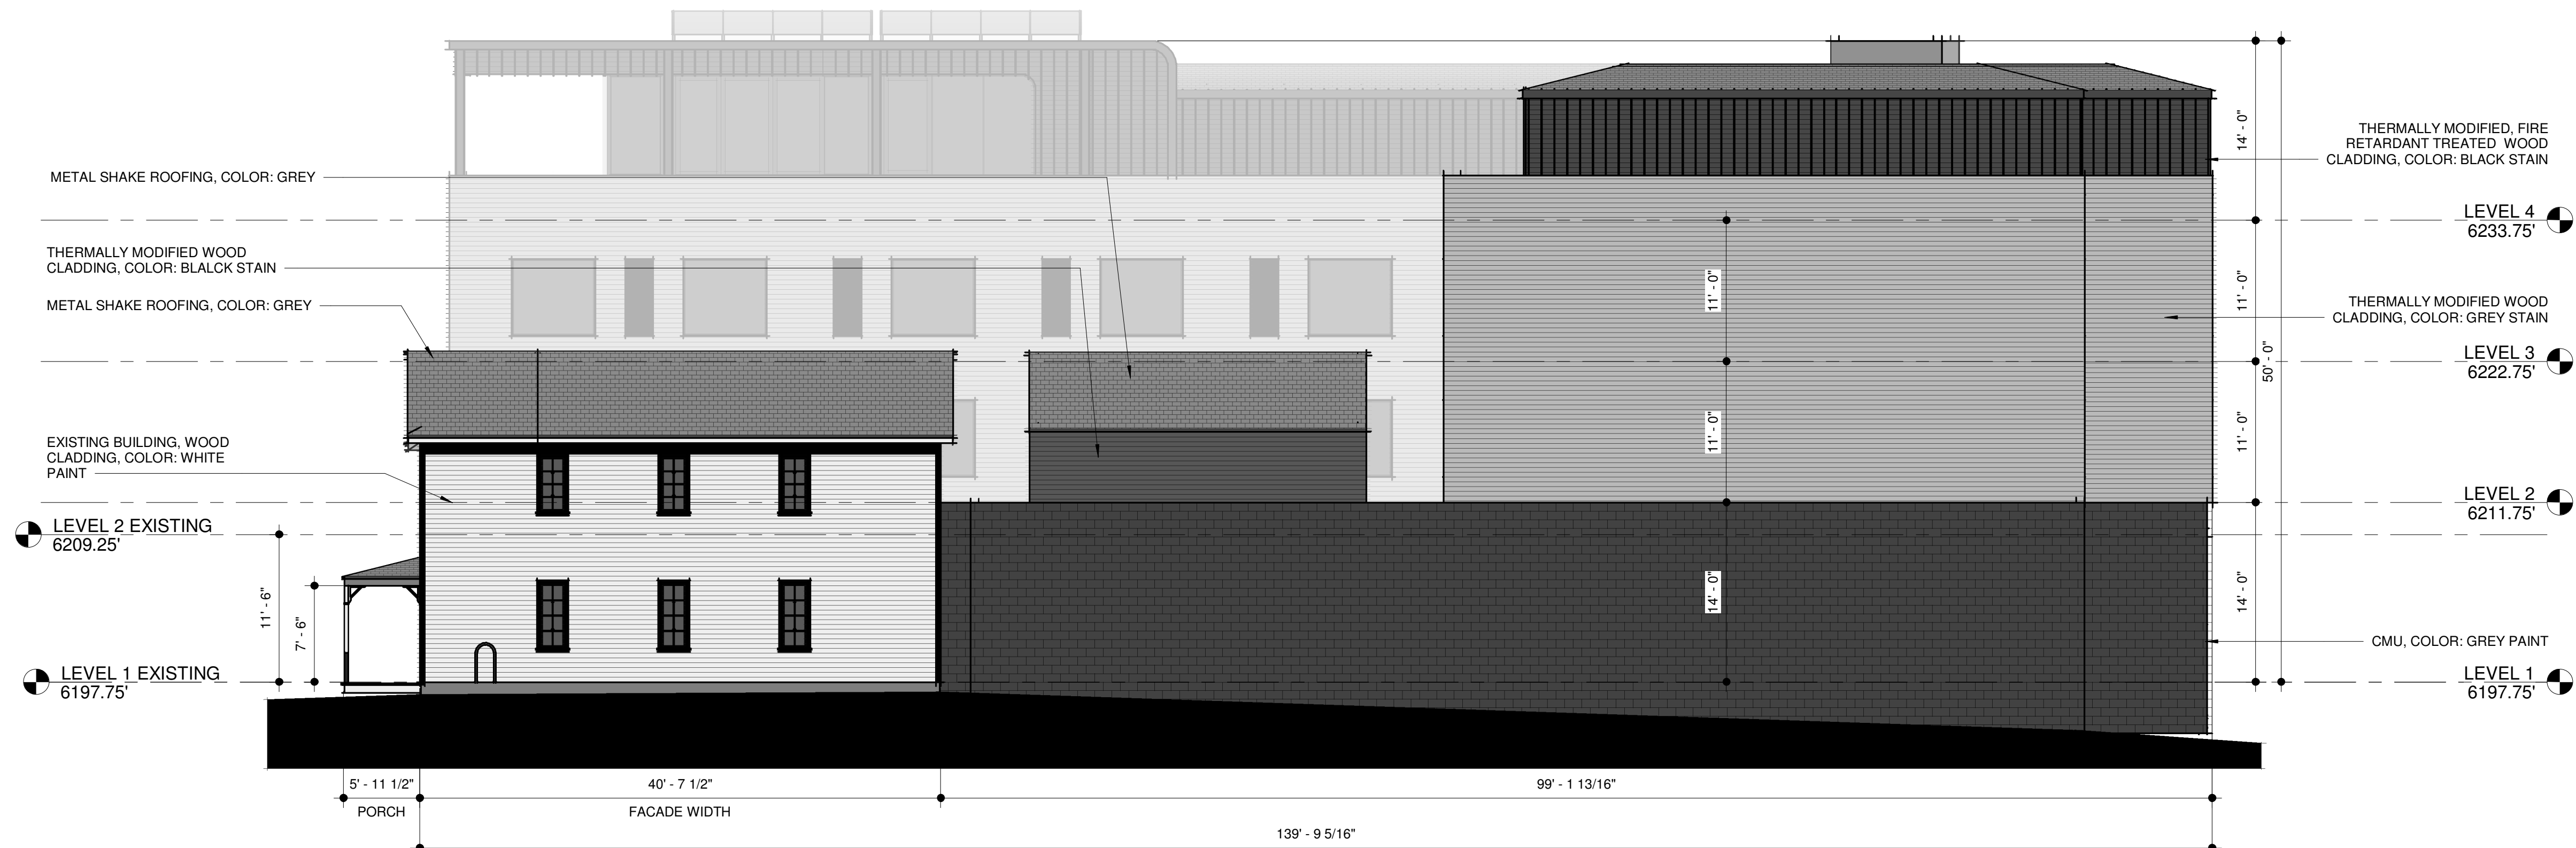 METAL SHAKE ROOFING, COLOR: GREY
THERMALLY MODIFIED WOOD
CLADDING, COLOR: BLALCK STAIN
METAL SHAKE ROOFING, COLOR: GREY
EXISTING BUILDING, WOOD
CLADDING, COLOR: WHITE
PAINT
LEVEL 2 EXISTING
6209.25'
LEVEL 1 EXISTING
6197.75'
11' - 6"
7' - 6"
11' - 0"
11' - 0"
14' - 0"
14' - 0"
11' - 0"
11' - 0"
14' - 0"
50' - 0"
THERMALLY MODIFIED, FIRE
RETARDANT TREATED WOOD
CLADDING, COLOR: BLACK STAIN
LEVEL 4
6233.75'
THERMALLY MODIFIED WOOD
CLADDING, COLOR: GREY STAIN
LEVEL 3
6222.75'
LEVEL 2
6211.75'
CMU, COLOR: GREY PAINT
LEVEL 1
6197.75'
5' - 11 1/2"
40' - 7 1/2"
99' - 1 13/16"
PORCH
FACADE WIDTH
139' - 9 5/16"